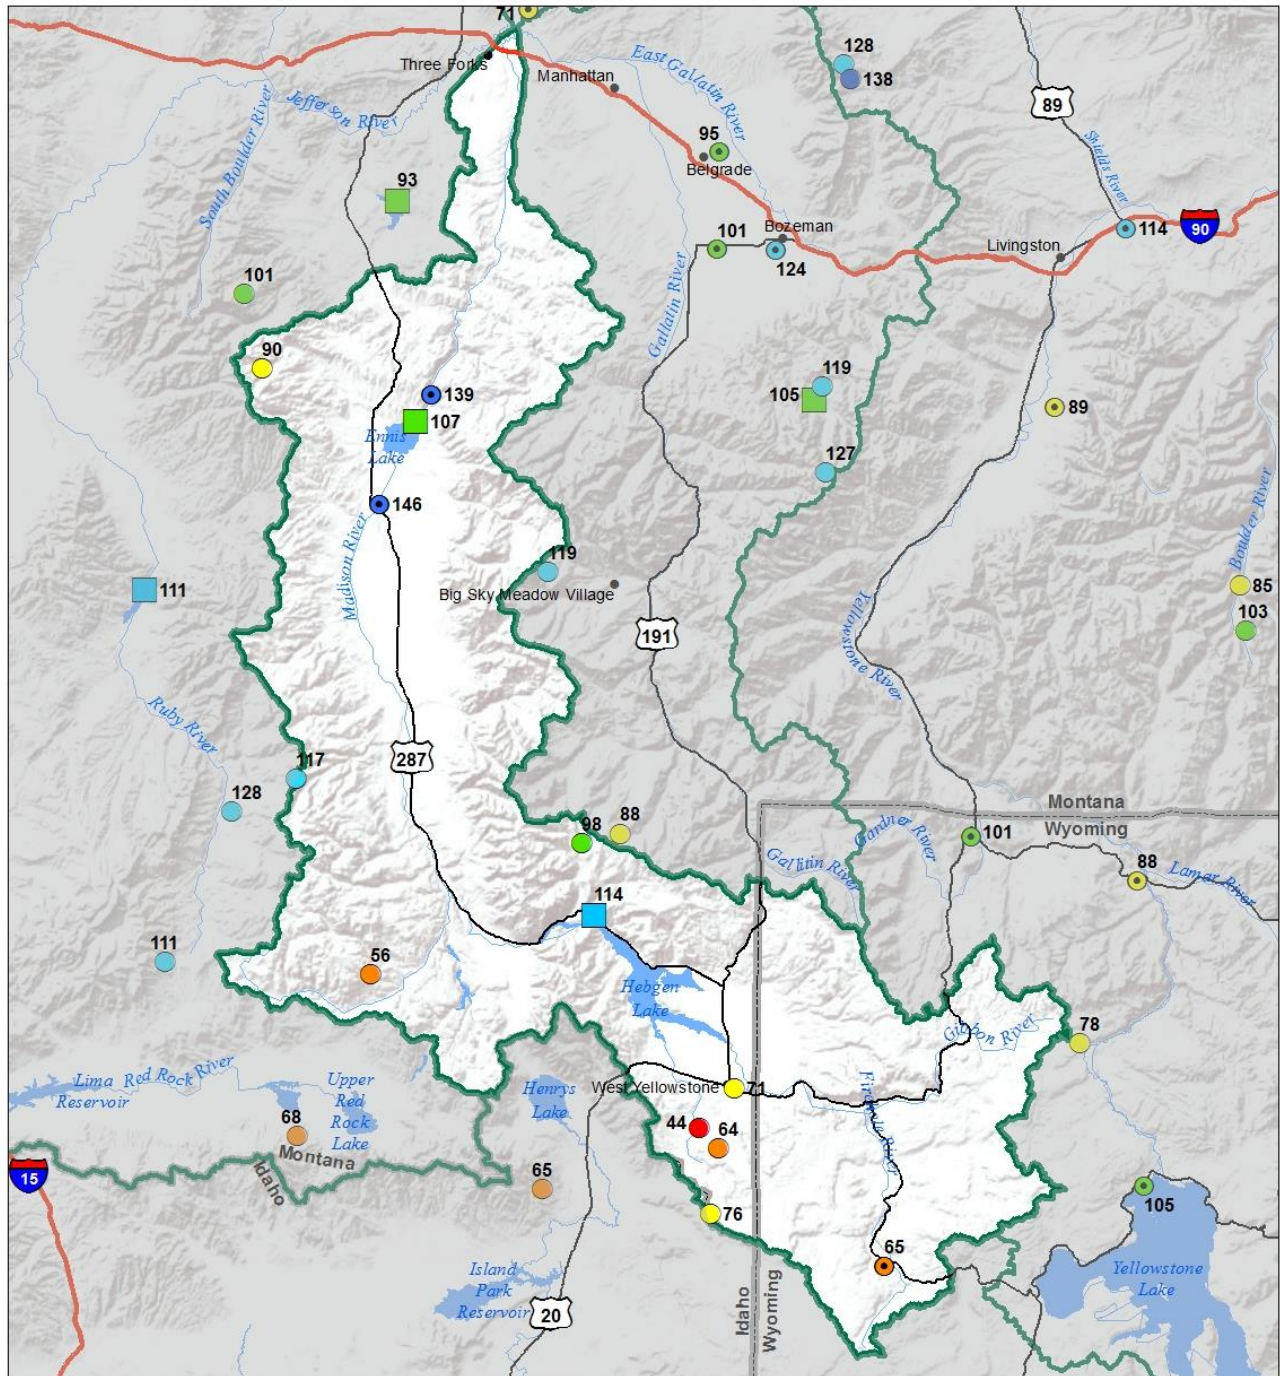 71
128
Three Forks
East Gallatin River
138
Manhattan
89
Jefferson River
South Boulder River
Shields River
95
Belgrade
93
101
Bozeman
114
90
Livingston
124
Gallatin River
101
90
119
139
105
89
107
Ennis
Lake
127
146
Boulder River
Madison River
119
111
Big Sky Meadow Village
85
103
Yellowstone River
191
Ruby River
287
117
128
Montana
Wyoming
98
88
Gardner River
101
Gallitin River
88
Lamar River
114
111
56
Hebgen
Lake
Gibbon River
78
Lima
Reservoir
Red Rock River
Upper
Red
Rock
Lake
Henrys
Lake
West Yellowstone
71
Firehole River
68
44
64
Montana
Idaho
15
65
105
76
65
Island
Park
Reservoir
Yellowstone
Lake
20
Idaho
Wyoming